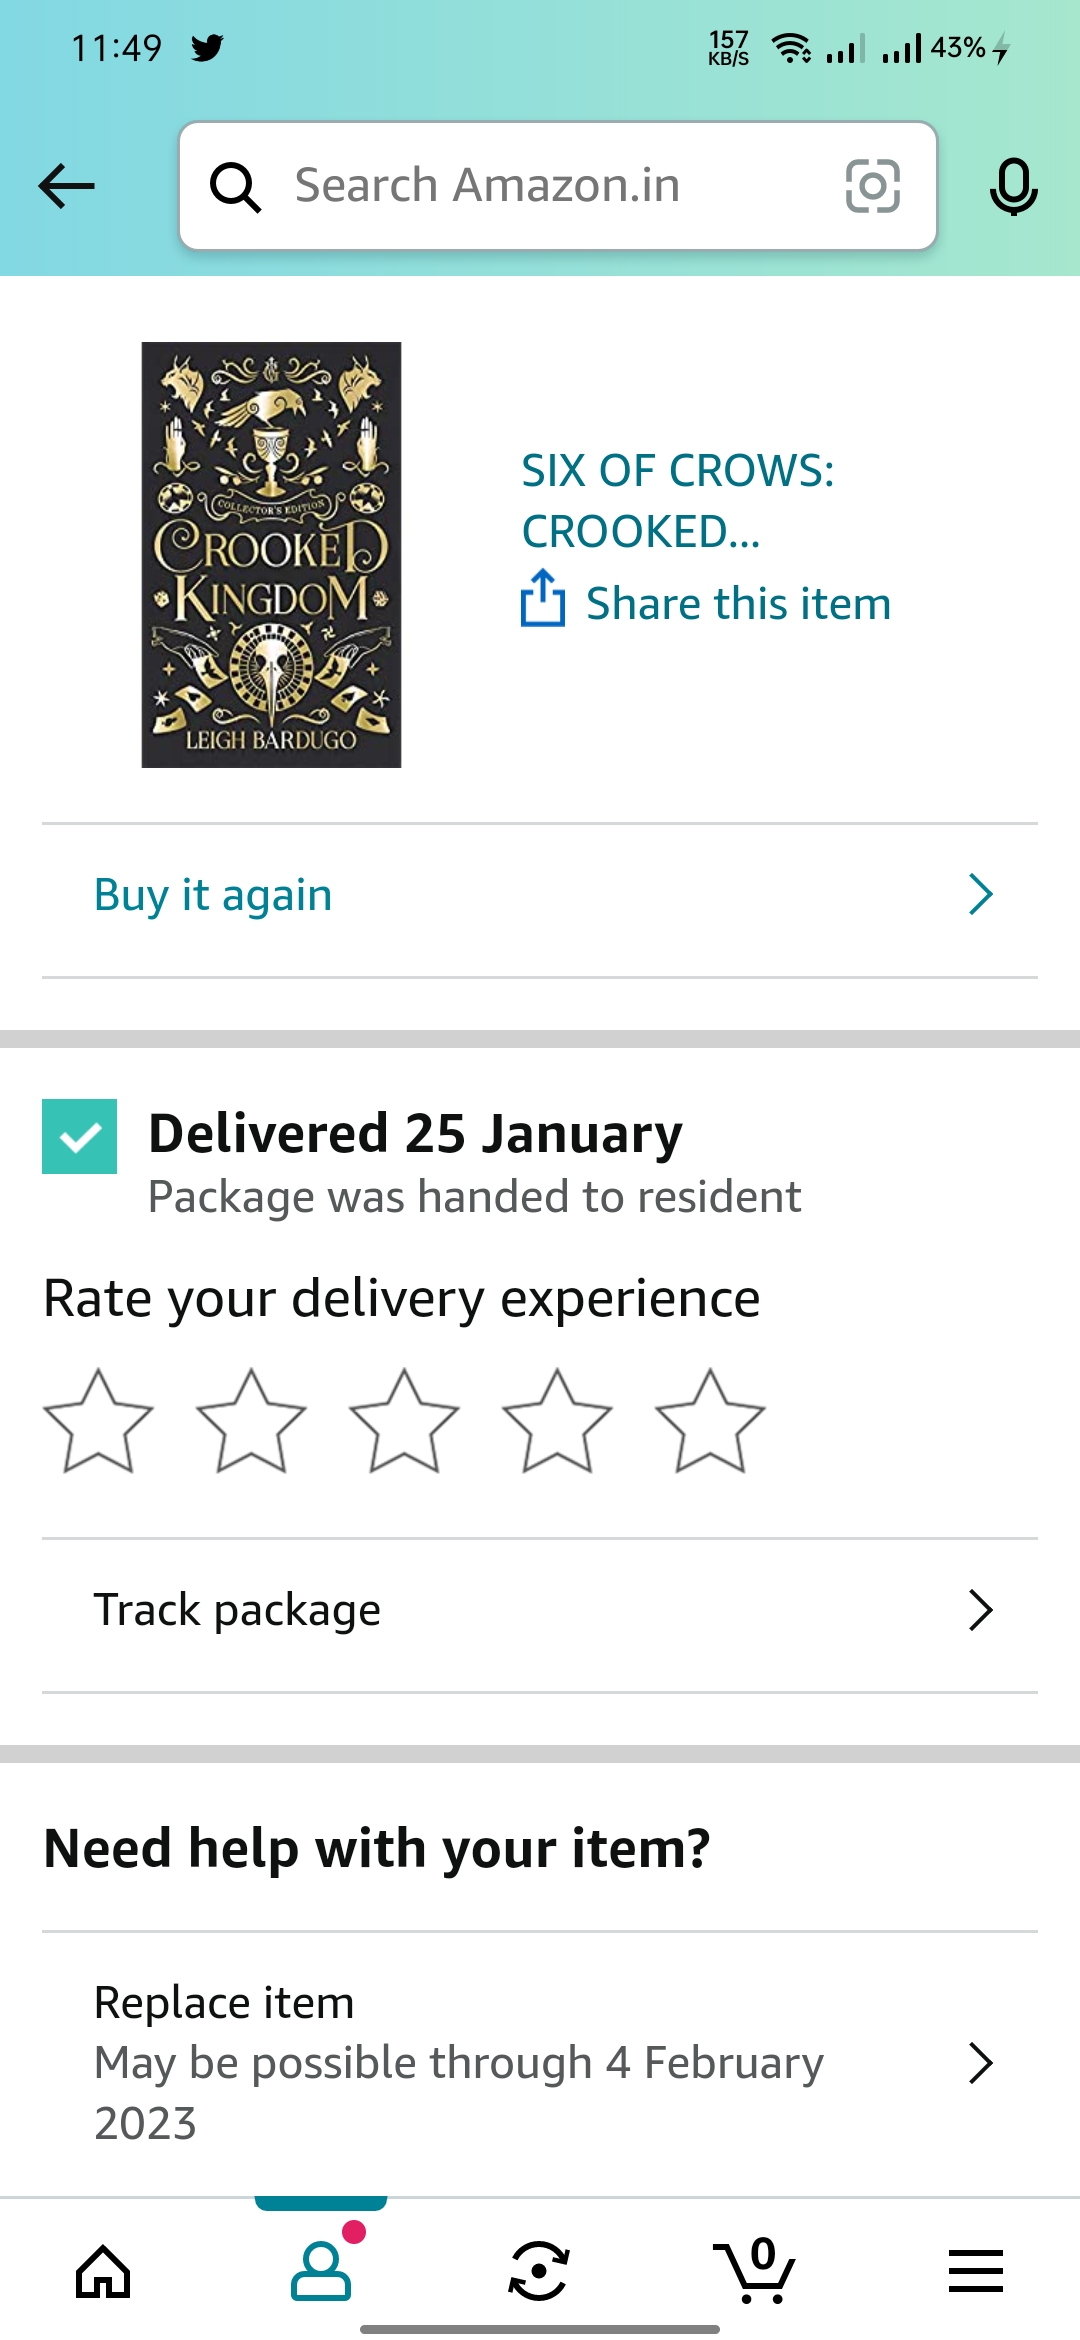 11:49
157
KB/S
43%
Search Amazon.in
COLLECTOR'S EDITION
CROOKED
KINGDOM
LEIGH BARDUGO
SIX OF CROWS:
CROOKED...
Share this item
Buy it again
Delivered 25 January
Package was handed to resident
Rate your delivery experience
Track package
Need help with your item?
Replace item
May be possible through 4 February
2023
0